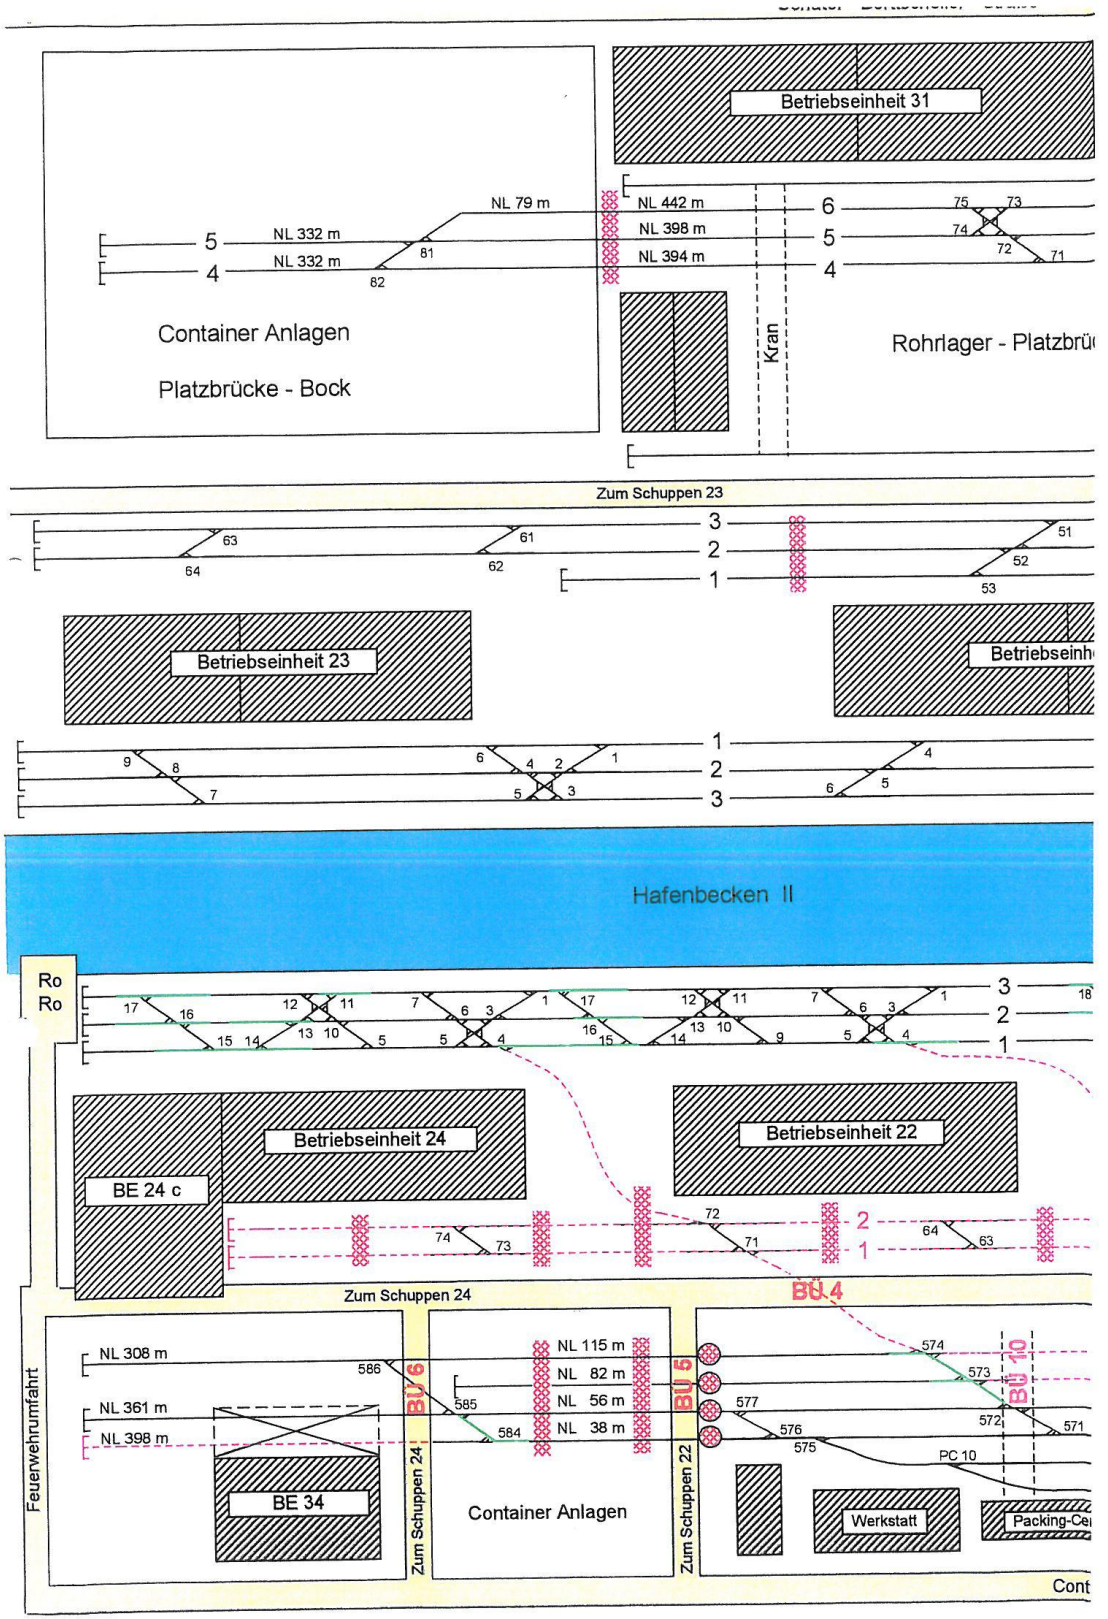 Betriebseinheit 31
NL 79 m
NL 442 m
6
75
73
5
NL 332 m
81
NL 398 m
5
74
72
4
NL 332 m
82
NL 394 m
4
71
Container Anlagen
Platzbrücke - Bock
Kran
Rohrlager - Platzbrü
Zum Schuppen 23
63
61
3
51
64
62
2
52
1
53
Betriebseinheit 23
Betriebseinh
9
8
7
6
4
2
1
5
3
1
2
3
4
5
6
Hafenbecken II
Ro
Ro
17
16
15
14
12
11
13
10
5
7
6
3
1
5
4
17
16
15
14
12
11
13
10
9
7
6
3
1
5
4
3
2
1
18
Betriebseinheit 24
Betriebseinheit 22
BE 24 c
74
73
72
71
2
1
64
63
BÜ 4
Zum Schuppen 24
Feuerwehrumfahrt
NL 308 m
586
BÜ 6
NL 115 m
BÜ 5
574
BÜ 10
NL 82 m
573
NL 361 m
585
NL 56 m
577
572
571
NL 398 m
584
NL 38 m
576
575
PC 10
BE 34
Zum Schuppen 24
Container Anlagen
Zum Schuppen 22
Werkstatt
Packing-Ce
Cont